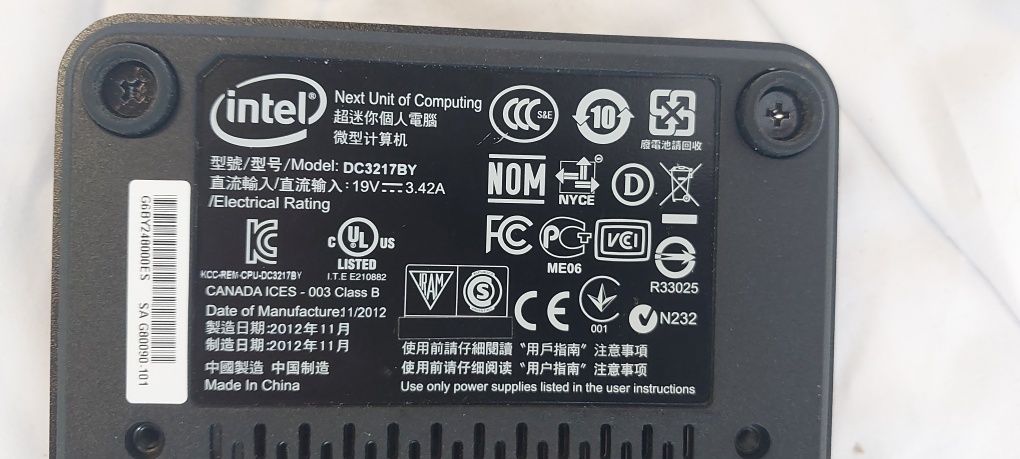 intel®
Next Unit of Computing
超迷你個人電腦
微型计算机
CCC S&E
10
廢電池請回收
型號/型号/Model: DC3217BY
直流輸入/直流输入：19V⎓3.42A
/Electrical Rating
NOM
NYCE
D
KCC-REM-CPU-DC3217BY
C UL US
LISTED
I.T.E E210882
FC
PCT
ME06
VCI
R33025
CANADA ICES - 003 Class B
Date of Manufacture:11/2012
製造日期:2012年11月
制造日期:2012年11月
中國製造 中国制造
Made In China
S
CE
001
N232
使用前請仔細閱讀〝用戶指南〞注意事項
使用前请仔细阅读〝用户指南〞注意事项
Use only power supplies listed in the user instructions
G6BY248000ES
SA G80090-101